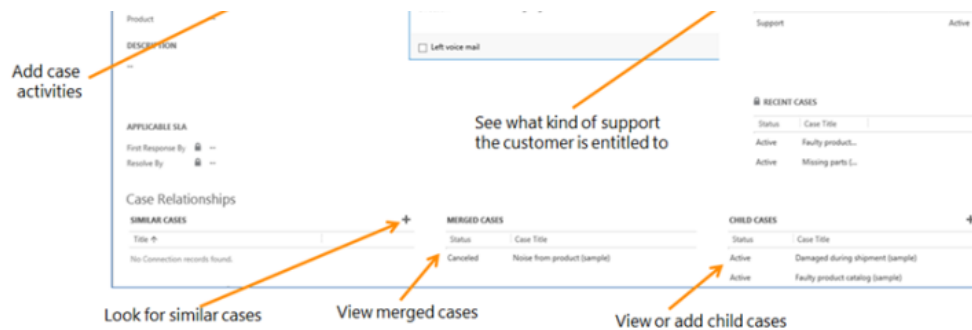 Product --
Support Active
DESCRIPTION
Left voice mail
--
Add case
activities
See what kind of support
the customer is entitled to
RECENT CASES
Status Case Title
Active Faulty product...
Active Missing parts (...
APPLICABLE SLA
First Response By --
Resolve By --
Case Relationships
SIMILAR CASES +
Title ↑
No Connection records found.
MERGED CASES
Status Case Title
Canceled Noise from product (sample)
CHILD CASES +
Status Case Title
Active Damaged during shipment (sample)
Active Faulty product catalog (sample)
Look for similar cases
View merged cases
View or add child cases